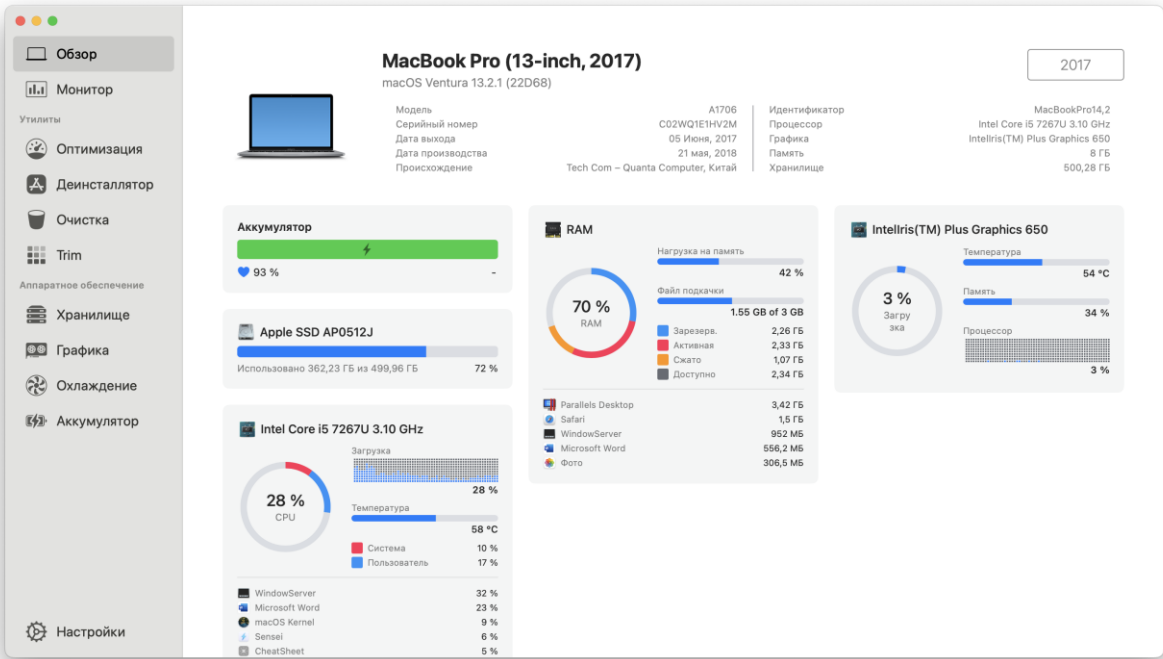 Обзор
Монитор
Утилиты
Оптимизация
Деинсталлятор
Очистка
Trim
Аппаратное обеспечение
Хранилище
Графика
Охлаждение
Аккумулятор
Настройки
MacBook Pro (13-inch, 2017)
macOS Ventura 13.2.1 (22D68)
2017
Модель A1706
Серийный номер C02WQ1E1HV2M
Дата выхода 05 Июня, 2017
Дата производства 21 мая, 2018
Происхождение Tech Com – Quanta Computer, Китай
Идентификатор MacBookPro14,2
Процессор Intel Core i5 7267U 3.10 GHz
Графика IntelIris(TM) Plus Graphics 650
Память 8 ГБ
Хранилище 500,28 ГБ
Аккумулятор
93 % -
Apple SSD AP0512J
Использовано 362,23 ГБ из 499,96 ГБ 72 %
Intel Core i5 7267U 3.10 GHz
28 %
CPU
Загрузка
28 %
Температура
58 °C
Система 10 %
Пользователь 17 %
WindowServer 32 %
Microsoft Word 23 %
macOS Kernel 9 %
Sensei 6 %
CheatSheet 5 %
RAM
70 %
RAM
Нагрузка на память
42 %
Файл подкачки
1.55 GB of 3 GB
Зарезерв. 2,26 ГБ
Активная 2,33 ГБ
Сжато 1,07 ГБ
Доступно 2,34 ГБ
Parallels Desktop 3,42 ГБ
Safari 1,5 ГБ
WindowServer 952 МБ
Microsoft Word 556,2 МБ
Фото 306,5 МБ
IntelIris(TM) Plus Graphics 650
3 %
Загру
зка
Температура
54 °C
Память
34 %
Процессор
3 %